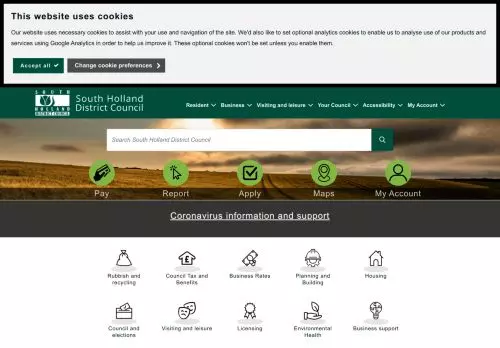 This website uses cookies
Our website uses necessary cookies to assist with your use and navigation of the site. We'd also like to set optional analytics cookies to enable us to analyse use of our products and
services using Google Analytics in order to help us improve it. These optional cookies won't be set unless you enable them.
Accept all
Change cookie preferences
SOUTH
HOLLAND
DISTRICT COUNCIL
South Holland
District Council
Resident
Business
Visiting and leisure
Your Council
Accessibility
My Account
Search South Holland District Council
Pay
Report
Apply
Maps
My Account
Coronavirus information and support
Rubbish and
recycling
Council Tax and
Benefits
Business Rates
Planning and
Building
Housing
Council and
elections
Visiting and leisure
Licensing
Environmental
Health
Business support